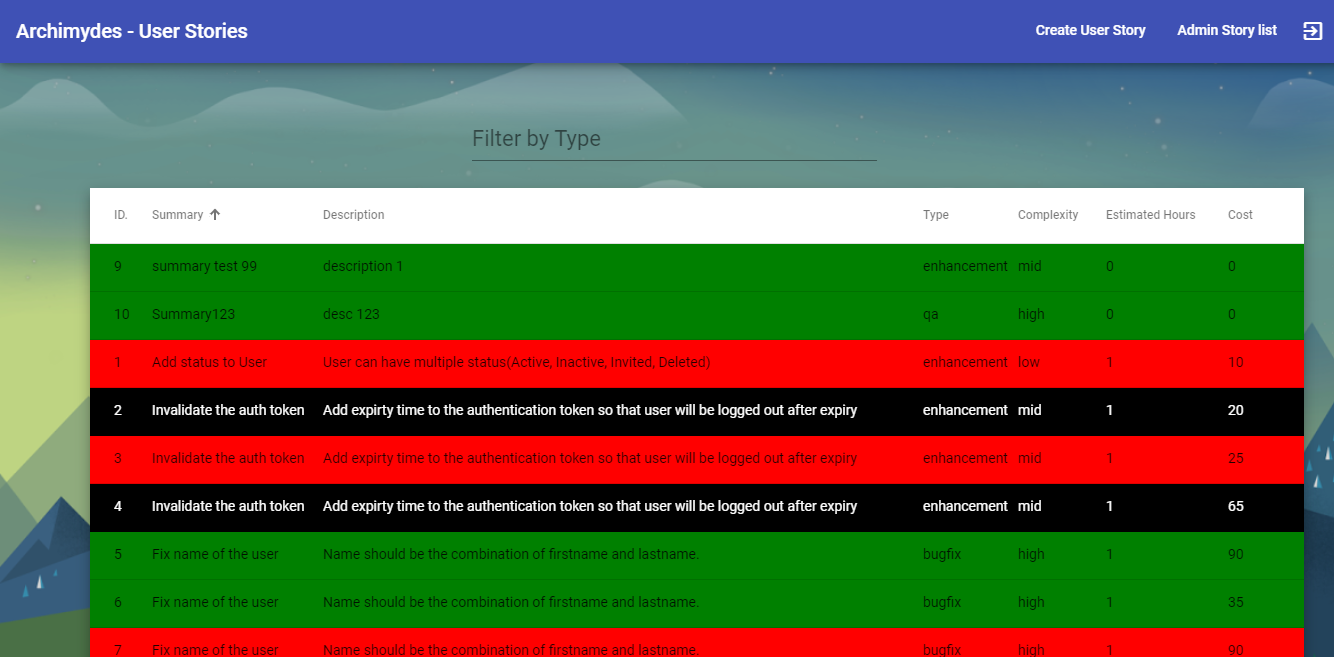 Archimydes - User Stories Create User Story Admin Story list
Filter by Type
ID. Summary Description Type Complexity Estimated Hours Cost
9 summary test 99 description 1 enhancement mid 0 0
10 Summary123 desc 123 qa high 0 0
1 Add status to User User can have multiple status(Active, Inactive, Invited, Deleted) enhancement low 1 10
2 Invalidate the auth token Add expirty time to the authentication token so that user will be logged out after expiry enhancement mid 1 20
3 Invalidate the auth token Add expirty time to the authentication token so that user will be logged out after expiry enhancement mid 1 25
4 Invalidate the auth token Add expirty time to the authentication token so that user will be logged out after expiry enhancement mid 1 65
5 Fix name of the user Name should be the combination of firstname and lastname. bugfix high 1 90
6 Fix name of the user Name should be the combination of firstname and lastname. bugfix high 1 35
7 Fix name of the user Name should be the combination of firstname and lastname. bugfix high 1 90